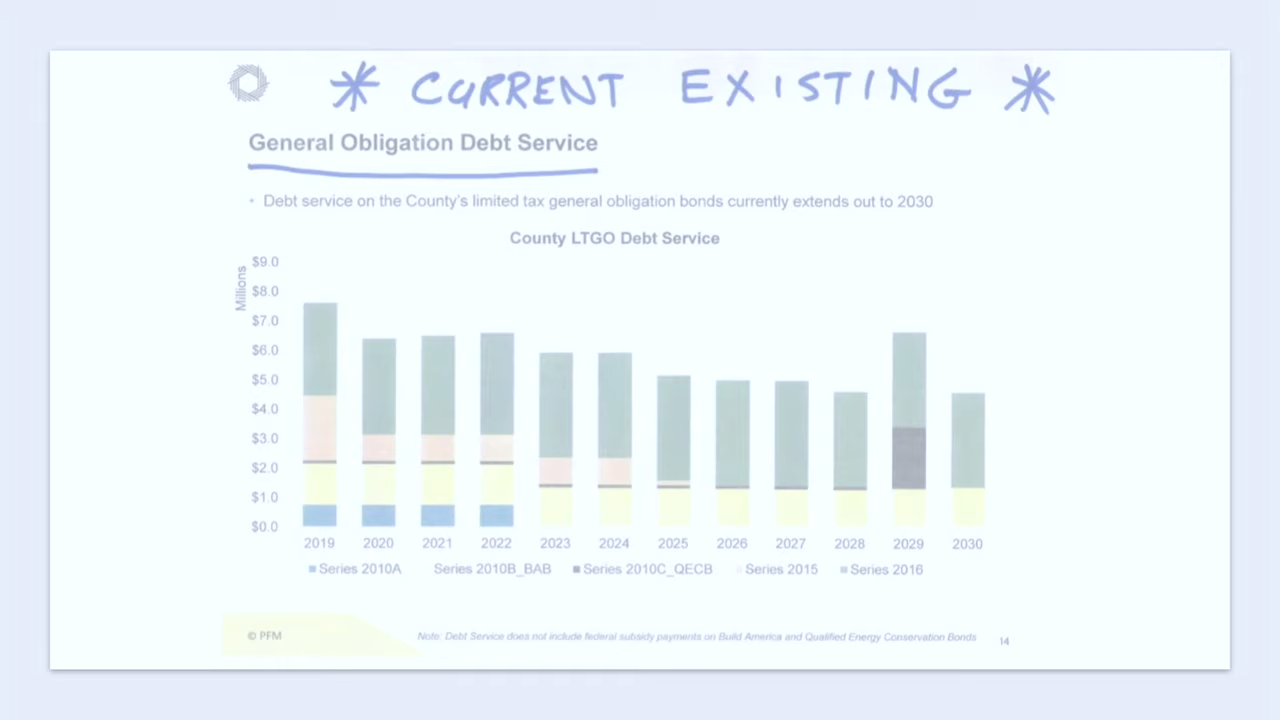 * CURRENT EXISTING *
General Obligation Debt Service
• Debt service on the County's limited tax general obligation bonds currently extends out to 2030
County LTGO Debt Service
Millions
$9.0
$8.0
$7.0
$6.0
$5.0
$4.0
$3.0
$2.0
$1.0
$0.0
2019 2020 2021 2022 2023 2024 2025 2026 2027 2028 2029 2030
Series 2010A Series 2010B_BAB Series 2010C_QECB Series 2015 Series 2016
© PFM
Note: Debt Service does not include federal subsidy payments on Build America and Qualified Energy Conservation Bonds
14